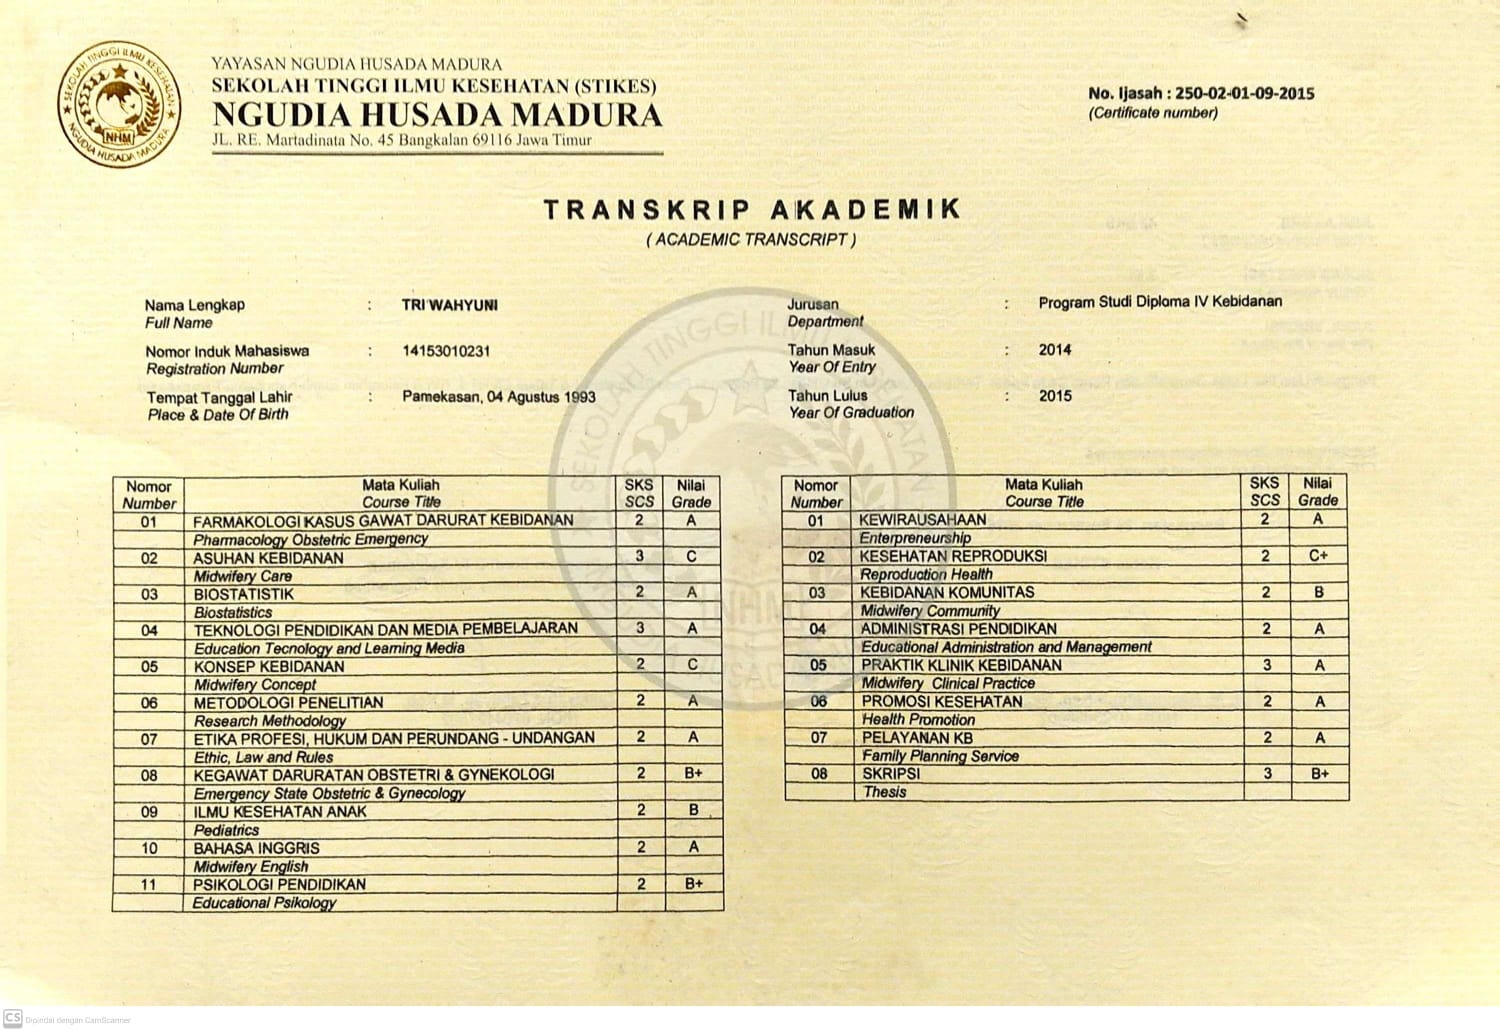 YAYASAN NGUDIA HUSADA MADURA
SEKOLAH TINGGI ILMU KESEHATAN (STIKES)
NGUDIA HUSADA MADURA
JL. RE. Martadinata No. 45 Bangkalan 69116 Jawa Timur
SEKOLAH TINGGI ILMU KESEHATAN
NHM
NGUDIA HUSADA MADURA
No. Ijasah : 250-02-01-09-2015
(Certificate number)
TRANSKRIP AKADEMIK
( ACADEMIC TRANSCRIPT )
Nama Lengkap : TRI WAHYUNI
Full Name
Nomor Induk Mahasiswa : 14153010231
Registration Number
Tempat Tanggal Lahir : Pamekasan, 04 Agustus 1993
Place & Date Of Birth
Jurusan : Program Studi Diploma IV Kebidanan
Department
Tahun Masuk : 2014
Year Of Entry
Tahun Lulus : 2015
Year Of Graduation
Nomor Mata Kuliah SKS Nilai
Number Course Title SCS Grade
01 FARMAKOLOGI KASUS GAWAT DARURAT KEBIDANAN 2 A
Pharmacology Obstetric Emergency
02 ASUHAN KEBIDANAN 3 C
Midwifery Care
03 BIOSTATISTIK 2 A
Biostatistics
04 TEKNOLOGI PENDIDIKAN DAN MEDIA PEMBELAJARAN 3 A
Education Tecnology and Learning Media
05 KONSEP KEBIDANAN 2 C
Midwifery Concept
06 METODOLOGI PENELITIAN 2 A
Research Methodology
07 ETIKA PROFESI, HUKUM DAN PERUNDANG - UNDANGAN 2 A
Ethic, Law and Rules
08 KEGAWAT DARURATAN OBSTETRI & GYNEKOLOGI 2 B+
Emergency State Obstetric & Gynecology
09 ILMU KESEHATAN ANAK 2 B
Pediatrics
10 BAHASA INGGRIS 2 A
Midwifery English
11 PSIKOLOGI PENDIDIKAN 2 B+
Educational Psikology
Nomor Mata Kuliah SKS Nilai
Number Course Title SCS Grade
01 KEWIRAUSAHAAN 2 A
Enterpreneurship
02 KESEHATAN REPRODUKSI 2 C+
Reproduction Health
03 KEBIDANAN KOMUNITAS 2 B
Midwifery Community
04 ADMINISTRASI PENDIDIKAN 2 A
Educational Administration and Management
05 PRAKTIK KLINIK KEBIDANAN 3 A
Midwifery Clinical Practice
06 PROMOSI KESEHATAN 2 A
Health Promotion
07 PELAYANAN KB 2 A
Family Planning Service
08 SKRIPSI 3 B+
Thesis
CS Dipindai dengan CamScanner